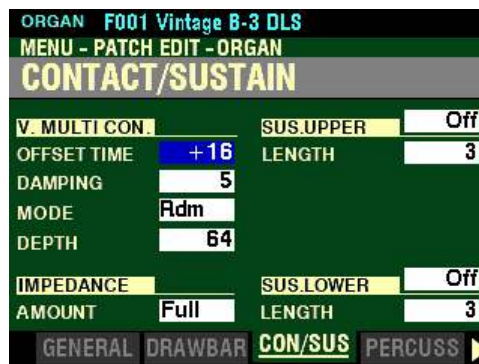 ORGAN F001 Vintage B-3 DLS
MENU - PATCH EDIT - ORGAN
CONTACT/SUSTAIN
V. MULTI CON. SUS.UPPER Off
OFFSET TIME +16 LENGTH 3
DAMPING 5
MODE Rdm
DEPTH 64
IMPEDANCE SUS.LOWER Off
AMOUNT Full LENGTH 3
GENERAL DRAWBAR CON/SUS PERCUSS